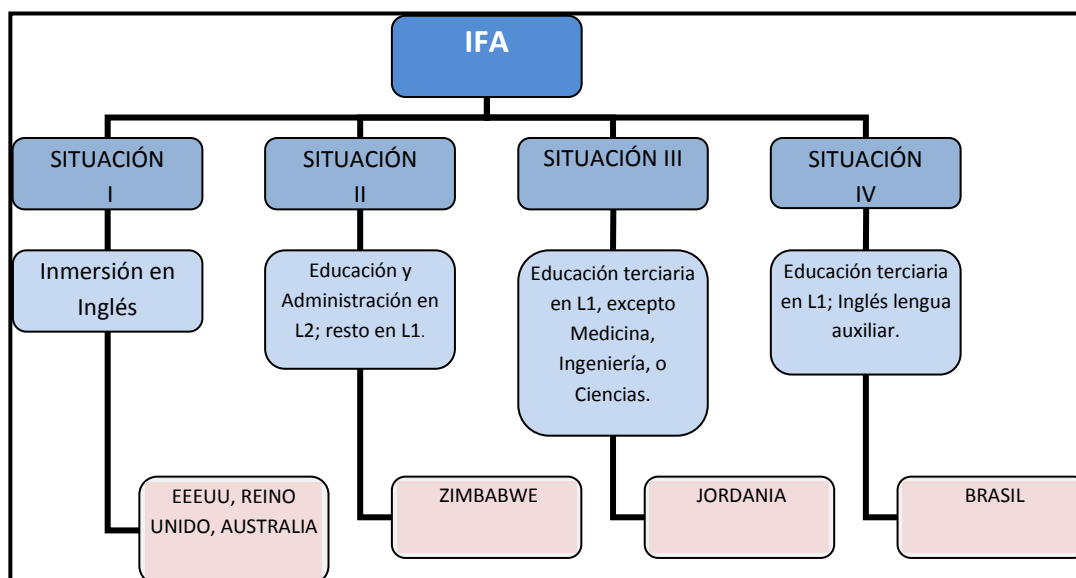 IFA
SITUACIÓN
I
SITUACIÓN
II
SITUACIÓN III
SITUACIÓN
IV
Inmersión en
Inglés
Educación y
Administración en
L2; resto en L1.
Educación terciaria
en L1, excepto
Medicina,
Ingeniería, o
Ciencias.
Educación terciaria
en L1; Inglés lengua
auxiliar.
EEEUU, REINO
UNIDO, AUSTRALIA
ZIMBABWE
JORDANIA
BRASIL